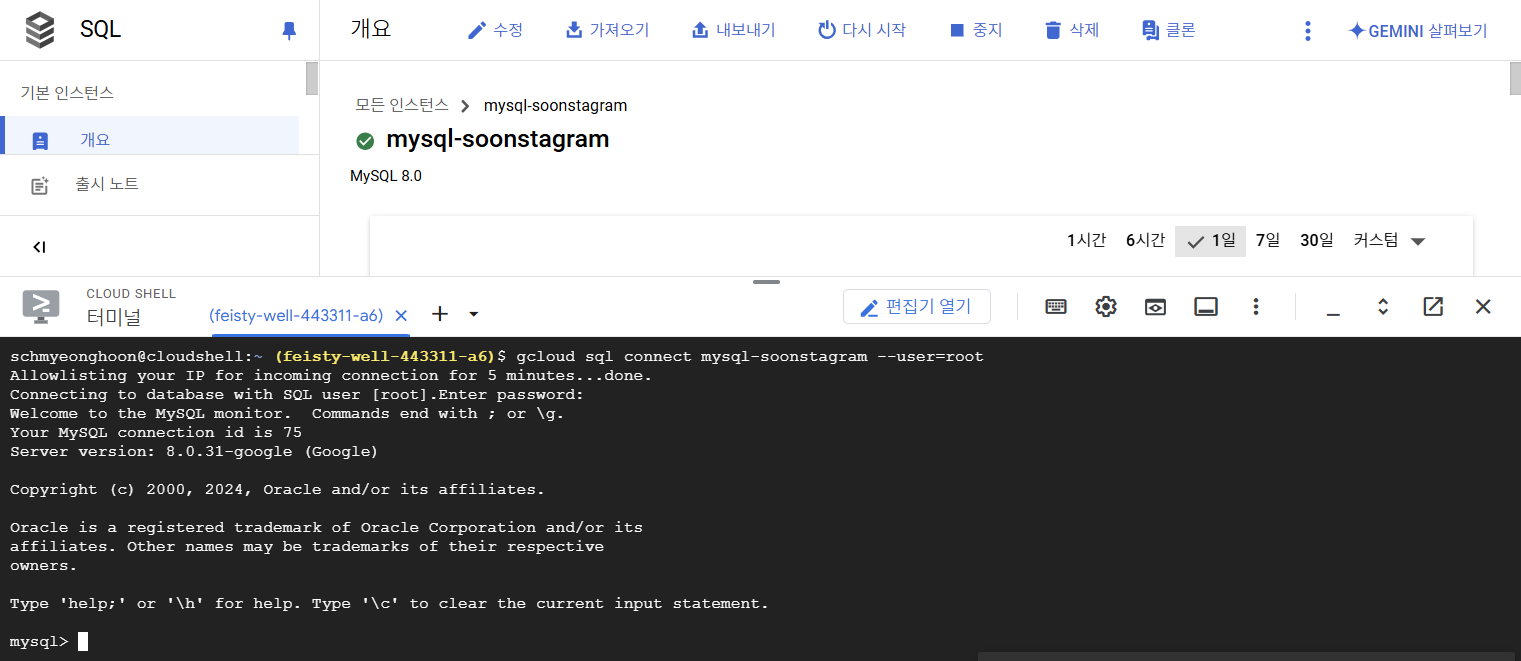 SQL
개요
수정
가져오기
내보내기
다시 시작
중지
삭제
클론
GEMINI 살펴보기
기본 인스턴스
개요
출시 노트
모든 인스턴스 > mysql-soonstagram
mysql-soonstagram
MySQL 8.0
1시간 6시간 1일 7일 30일 커스텀
CLOUD SHELL
터미널
(feisty-well-443311-a6)
편집기 열기
schmyeonghoon@cloudshell:~ (feisty-well-443311-a6)$ gcloud sql connect mysql-soonstagram --user=root
Allowlisting your IP for incoming connection for 5 minutes...done.
Connecting to database with SQL user [root].Enter password:
Welcome to the MySQL monitor.  Commands end with ; or \g.
Your MySQL connection id is 75
Server version: 8.0.31-google (Google)
Copyright (c) 2000, 2024, Oracle and/or its affiliates.
Oracle is a registered trademark of Oracle Corporation and/or its
affiliates. Other names may be trademarks of their respective
owners.
Type 'help;' or '\h' for help. Type '\c' to clear the current input statement.
mysql>